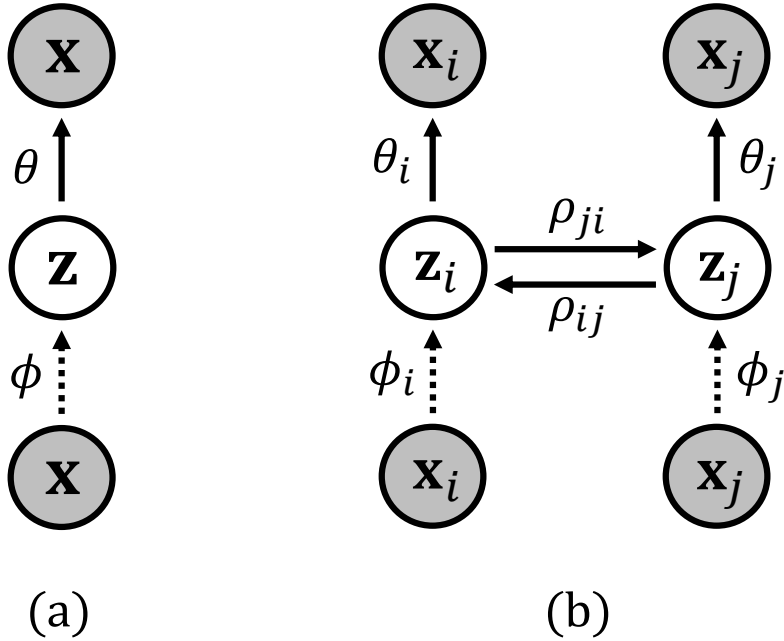 x x_i x_j
θ θ_i θ_j
ρ_ji
z z_i z_j
ρ_ij
ϕ ϕ_i ϕ_j
x x_i x_j
(a) (b)